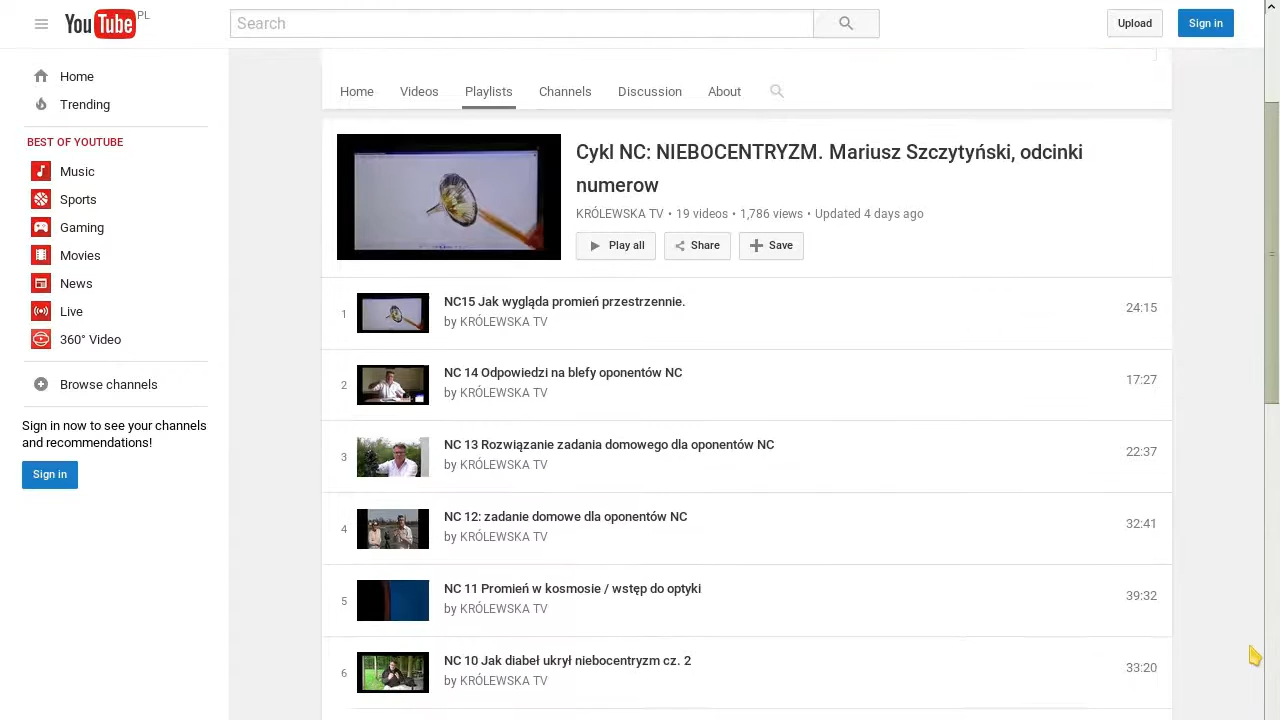 YouTube PL
Search
Upload
Sign in
Home
Trending
BEST OF YOUTUBE
Music
Sports
Gaming
Movies
News
Live
360° Video
Browse channels
Sign in now to see your channels
and recommendations!
Sign in
Home Videos Playlists Channels Discussion About
Cykl NC: NIEBOCENTRYZM. Mariusz Szczytyński, odcinki
numerow
KRÓLEWSKA TV • 19 videos • 1,786 views • Updated 4 days ago
Play all Share Save
1 NC15 Jak wygląda promień przestrzennie. 24:15
by KRÓLEWSKA TV
2 NC 14 Odpowiedzi na blefy oponentów NC 17:27
by KRÓLEWSKA TV
3 NC 13 Rozwiązanie zadania domowego dla oponentów NC 22:37
by KRÓLEWSKA TV
4 NC 12: zadanie domowe dla oponentów NC 32:41
by KRÓLEWSKA TV
5 NC 11 Promień w kosmosie / wstęp do optyki 39:32
by KRÓLEWSKA TV
6 NC 10 Jak diabeł ukrył niebocentryzm cz. 2 33:20
by KRÓLEWSKA TV